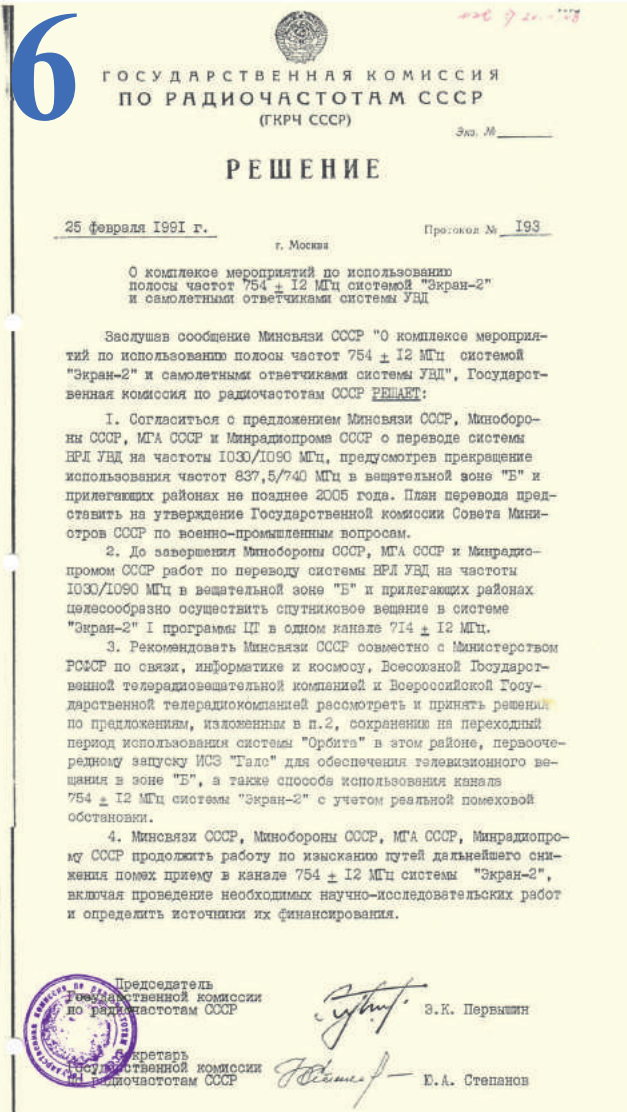 6
ГОСУДАРСТВЕННАЯ КОМИССИЯ
ПО РАДИОЧАСТОТАМ СССР
(ГКРЧ СССР)
Экз. №
РЕШЕНИЕ
25 февраля 1991 г.
Протокол № 193
г. Москва
О комплексе мероприятий по использованию
полосы частот 754 ± 12 МГц системой "Экран-2"
и самолетными ответчиками системы УВД
Заслушав сообщение Минсвязи СССР "О комплексе мероприя-
тий по использованию полосы частот 754 ± 12 МГц системой
"Экран-2" и самолетными ответчиками системы УВД", Государст-
венная комиссия по радиочастотам СССР РЕШАЕТ:
1. Согласиться с предложением Минсвязи СССР, Миноборо-
ны СССР, МГА СССР и Минрадиопрома СССР о переводе системы
ВРЛ УВД на частоты 1030/1090 МГц, предусмотрев прекращение
использования частот 837,5/740 МГц в вещательной зоне "Б" и
прилегающих районах не позднее 2005 года. План перевода пред-
ставить на утверждение Государственной комиссии Совета Мини-
стров СССР по военно-промышленным вопросам.
2. До завершения Минобороны СССР, МГА СССР и Минрадио-
промом СССР работ по переводу системы ВРЛ УВД на частоты
1030/1090 МГц в вещательной зоне "Б" и прилегающих районах
целесообразно осуществить спутниковое вещание в системе
"Экран-2" I программы ЦТ в одном канале 714 ± 12 МГц.
3. Рекомендовать Минсвязи СССР совместно с Министерством
РСФСР по связи, информатике и космосу, Всесоюзной Государст-
венной телерадиовещательной компанией и Всероссийской Госу-
дарственной телерадиокомпанией рассмотреть и принять решения
по предложениям, изложенным в п.2, сохранению на переходный
период использования системы "Орбита" в этом районе, первооче-
редному запуску ИСЗ "Галс" для обеспечения телевизионного ве-
щания в зоне "Б", а также способа использования канала
754 ± 12 МГц системы "Экран-2" с учетом реальной помеховой
обстановки.
4. Минсвязи СССР, Минобороны СССР, МГА СССР, Минрадиопро-
му СССР продолжить работу по изысканию путей дальнейшего сни-
жения помех приему в канале 754 ± 12 МГц системы "Экран-2",
включая проведение необходимых научно-исследовательских работ
и определить источники их финансирования.
Председатель
Государственной комиссии
по радиочастотам СССР
Э.К. Первышин
Секретарь
Государственной комиссии
по радиочастотам СССР
Ю.А. Степанов